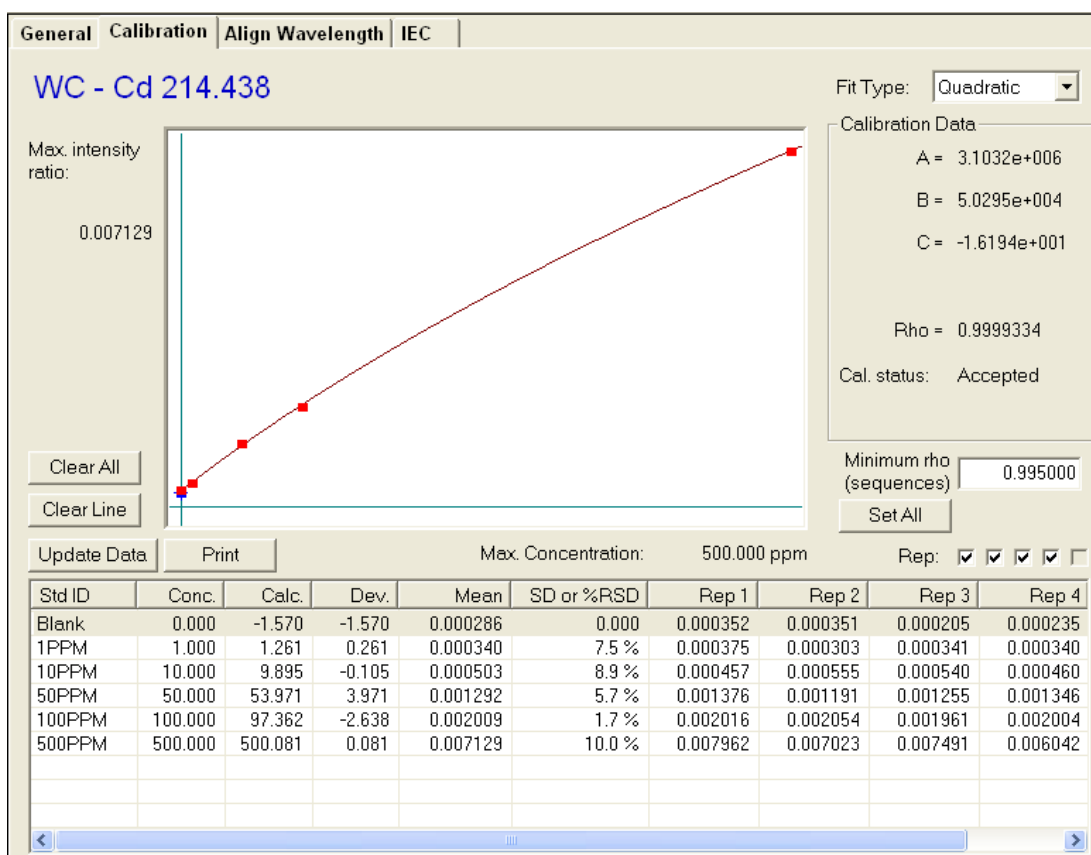 General Calibration Align Wavelength IEC
WC - Cd 214.438
Fit Type: Quadratic
Max. intensity
ratio:
0.007129
Calibration Data
A = 3.1032e+006
B = 5.0295e+004
C = -1.6194e+001
Rho = 0.9999334
Cal. status: Accepted
Clear All
Clear Line
Minimum rho
(sequences)
0.995000
Set All
Update Data Print Max. Concentration: 500.000 ppm Rep:
Std ID Conc. Calc. Dev. Mean SD or %RSD Rep 1 Rep 2 Rep 3 Rep 4
Blank 0.000 -1.570 -1.570 0.000286 0.000 0.000352 0.000351 0.000205 0.000235
1PPM 1.000 1.261 0.261 0.000340 7.5 % 0.000375 0.000303 0.000341 0.000340
10PPM 10.000 9.895 -0.105 0.000503 8.9 % 0.000457 0.000555 0.000540 0.000460
50PPM 50.000 53.971 3.971 0.001292 5.7 % 0.001376 0.001191 0.001255 0.001346
100PPM 100.000 97.362 -2.638 0.002009 1.7 % 0.002016 0.002054 0.001961 0.002004
500PPM 500.000 500.081 0.081 0.007129 10.0 % 0.007962 0.007023 0.007491 0.006042